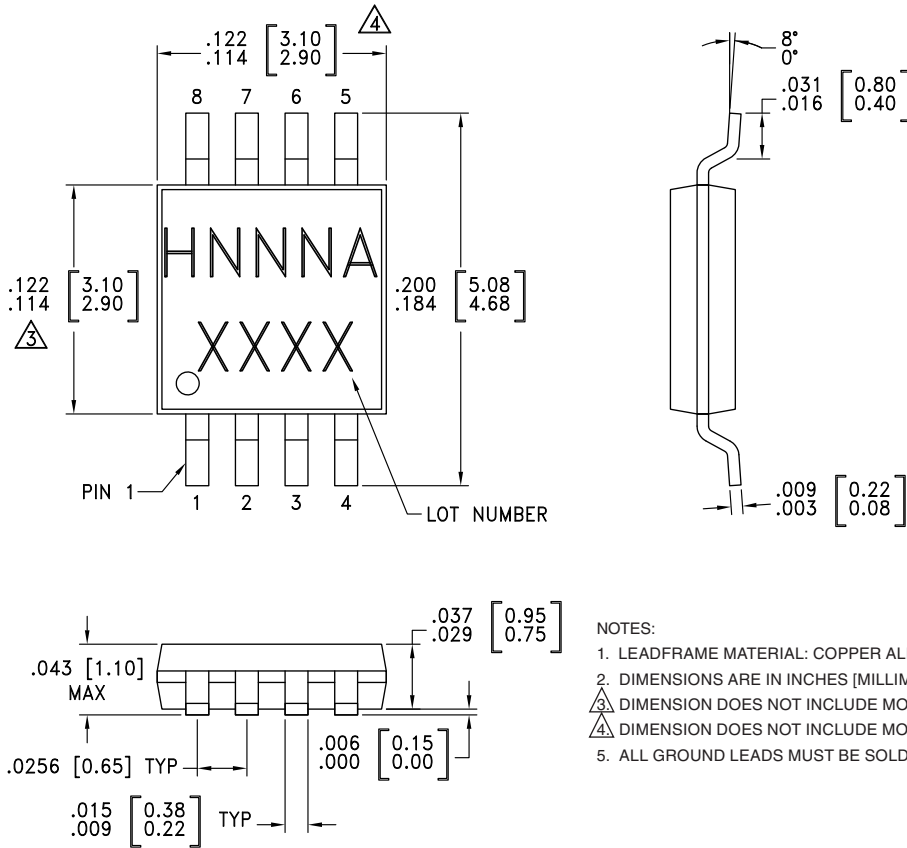 4
.122 [3.10]
.114 [2.90]
8 7 6 5
HNNNA
XXXX
.122 [3.10]
.114 [2.90]
3
.200 [5.08]
.184 [4.68]
PIN 1
1 2 3 4
LOT NUMBER
8°
0°
.031 [0.80]
.016 [0.40]
.009 [0.22]
.003 [0.08]
.037 [0.95]
.029 [0.75]
.043 [1.10]
MAX
.0256 [0.65] TYP
.006 [0.15]
.000 [0.00]
.015 [0.38]
.009 [0.22]
TYP
NOTES:
1. LEADFRAME MATERIAL: COPPER
2. DIMENSIONS ARE IN INCHES
3. DIMENSION DOES NOT INCLUDE
4. DIMENSION DOES NOT INCLUDE
5. ALL GROUND LEADS MUST BE